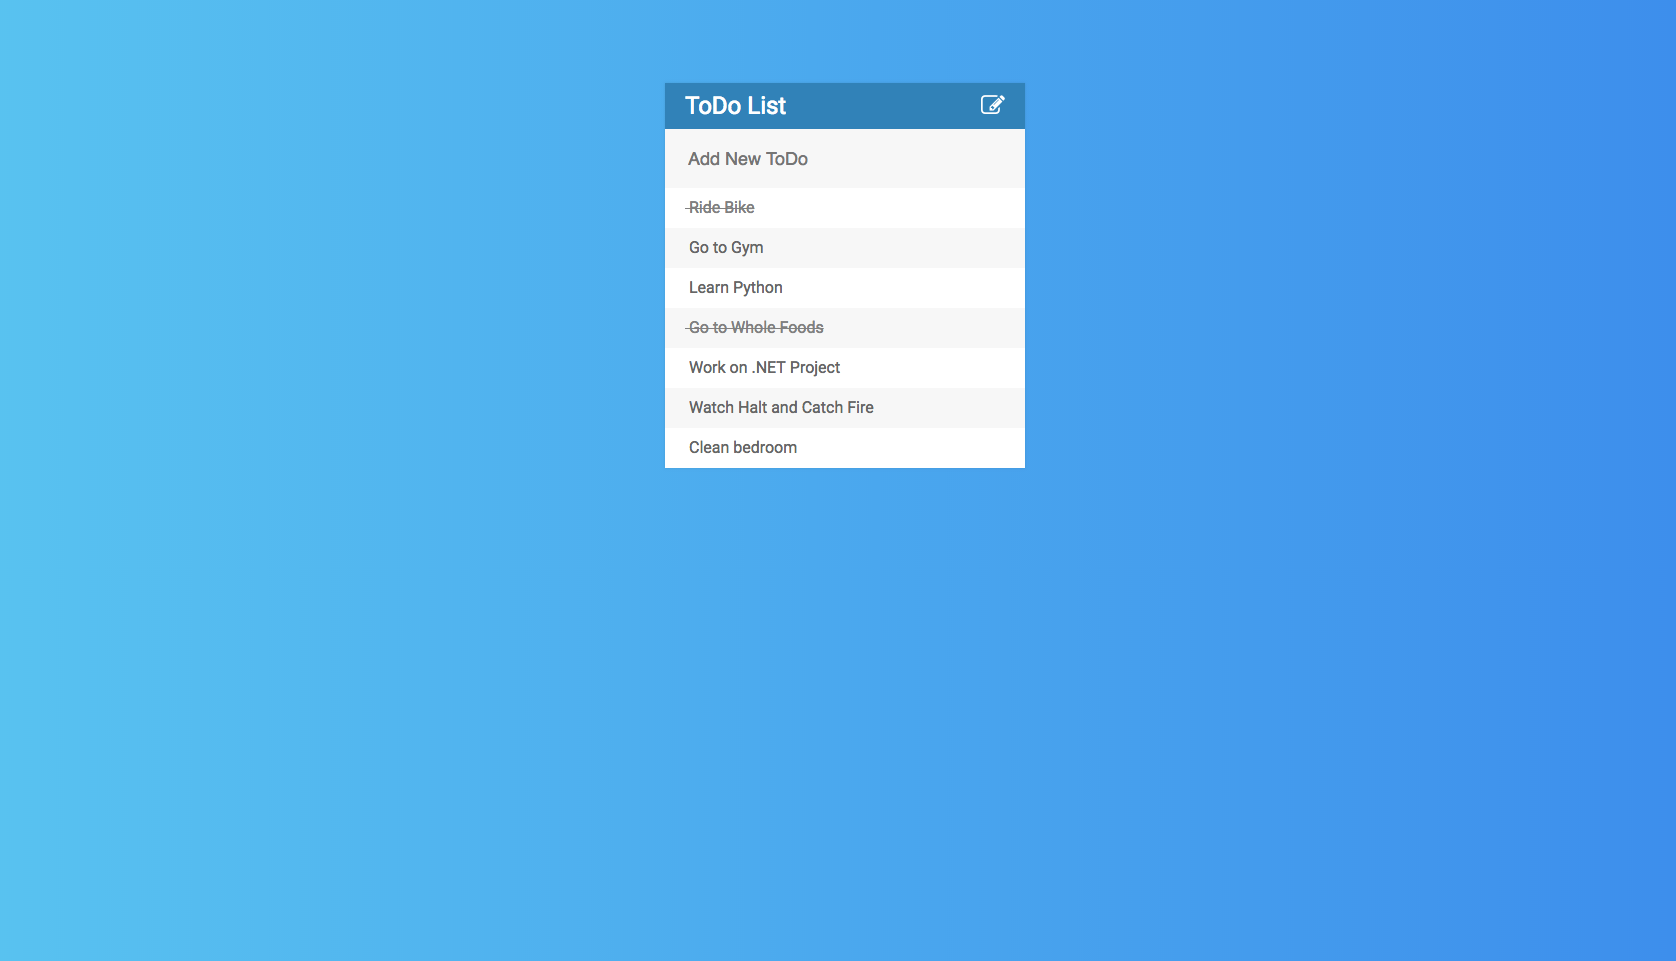 ToDo List
Add New ToDo
Ride Bike
Go to Gym
Learn Python
Go to Whole Foods
Work on .NET Project
Watch Halt and Catch Fire
Clean bedroom